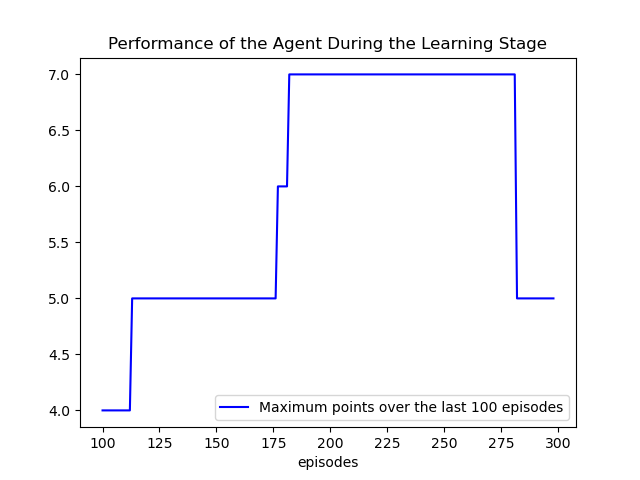 Performance of the Agent During the Learning Stage
7.0
6.5
6.0
5.5
5.0
4.5
4.0
Maximum points over the last 100 episodes
100 125 150 175 200 225 250 275 300
episodes